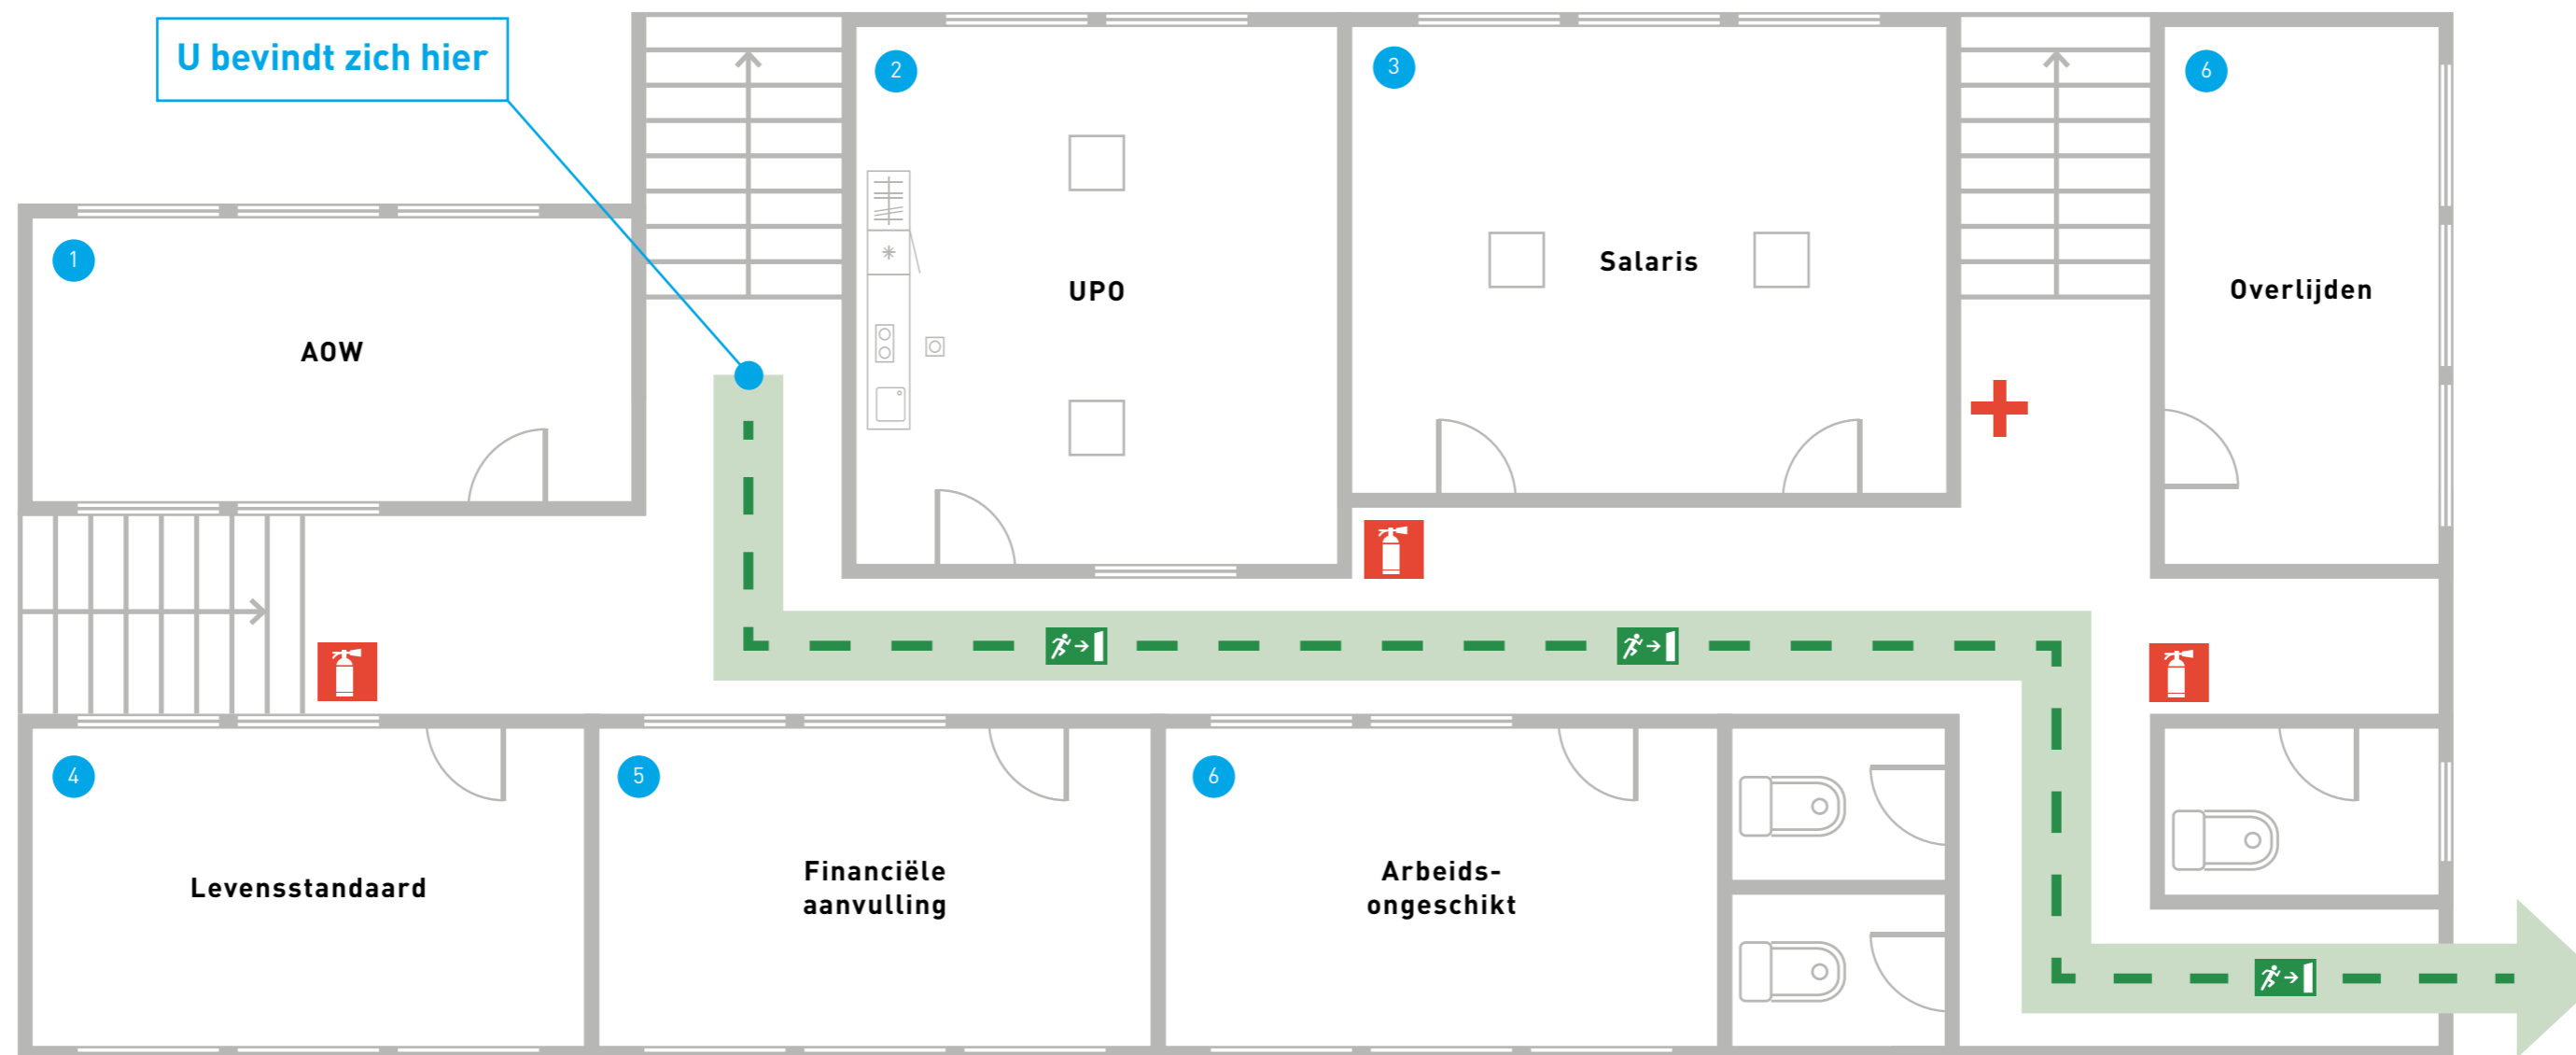 U bevindt zich hier
1
AOW
2
UPO
3
Salaris
6
Overlijden
4
Levensstandaard
5
Financiële
aanvulling
6
Arbeids-
ongeschikt